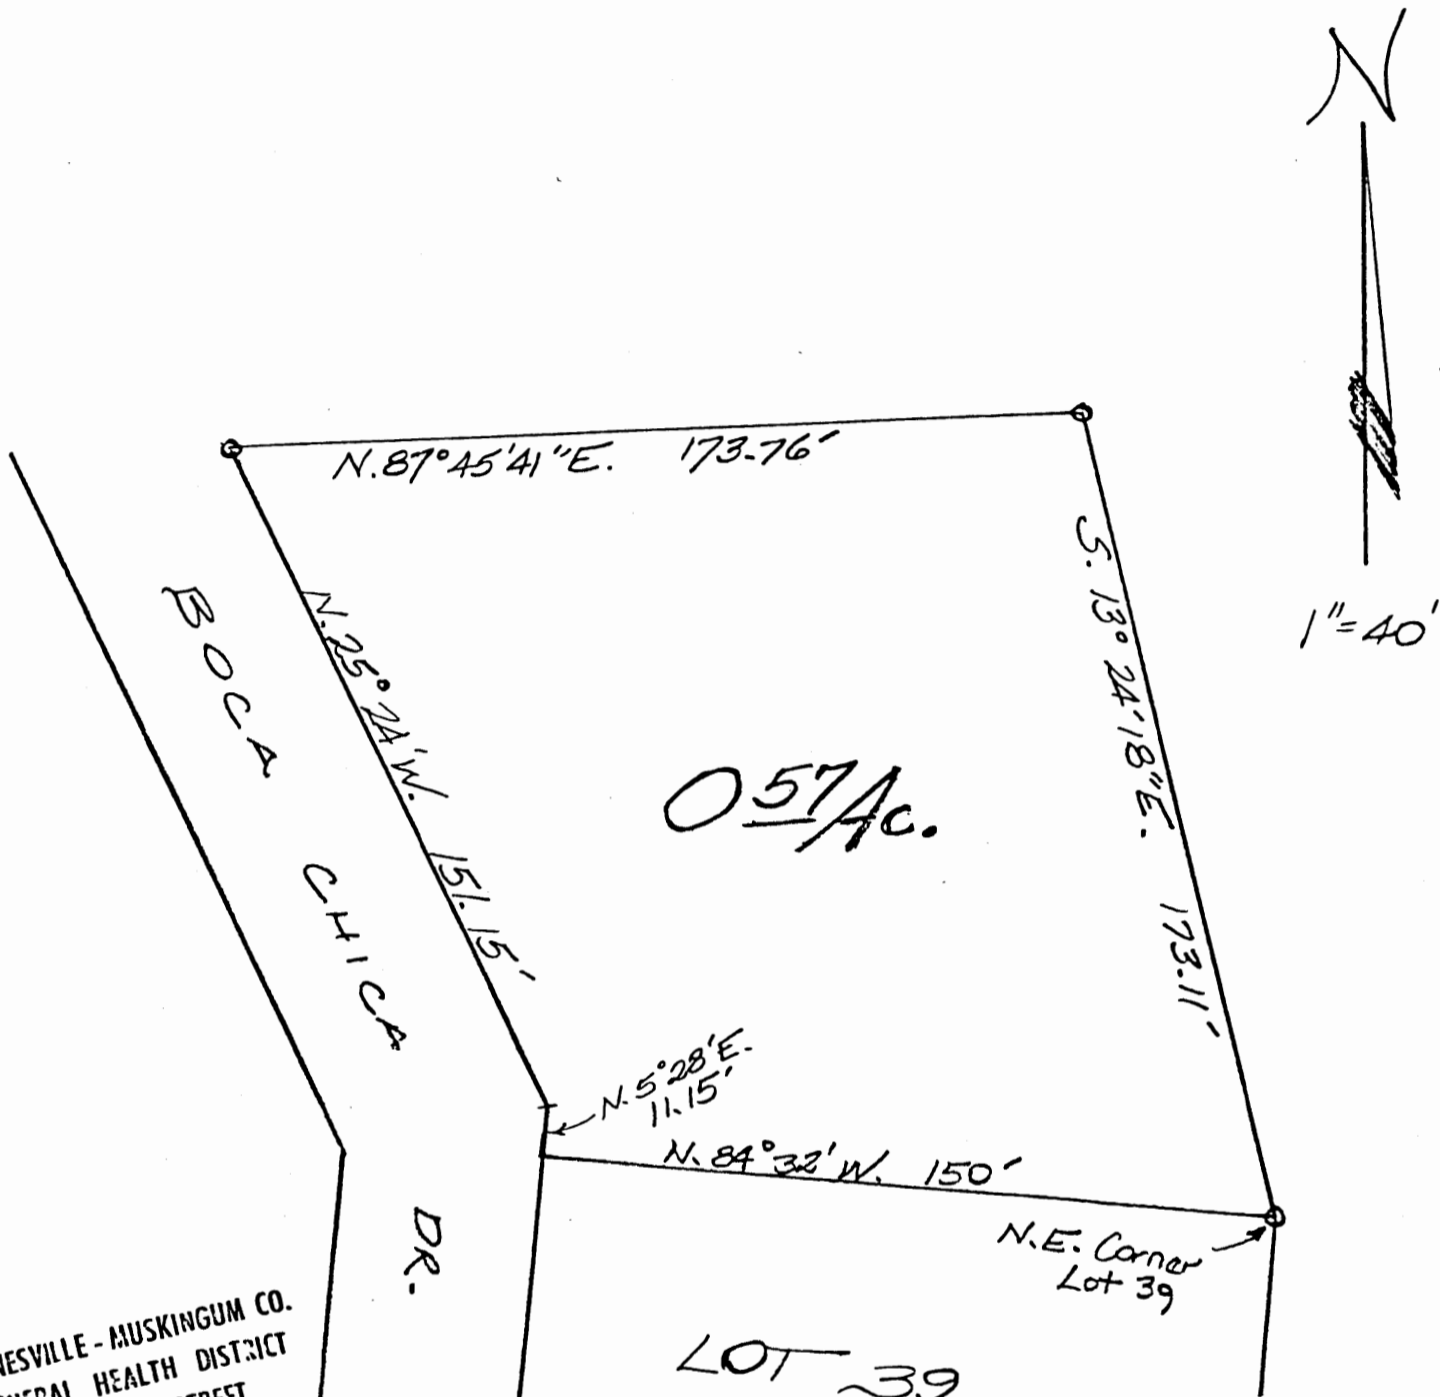 N
1"=40'
N.87°45'41"E. 173.76'
S. 13° 24' 18" E. 173.11'
N.25° 24' W. 151.15'
BOCA CHICA DR.
0 57/Ac.
N. 5°28'E.
11.15'
N. 84°32' W. 150'
N.E. Corner
Lot 39
LOT 39
NESVILLE - MUSKINGUM CO.
HEALTH DISTRICT